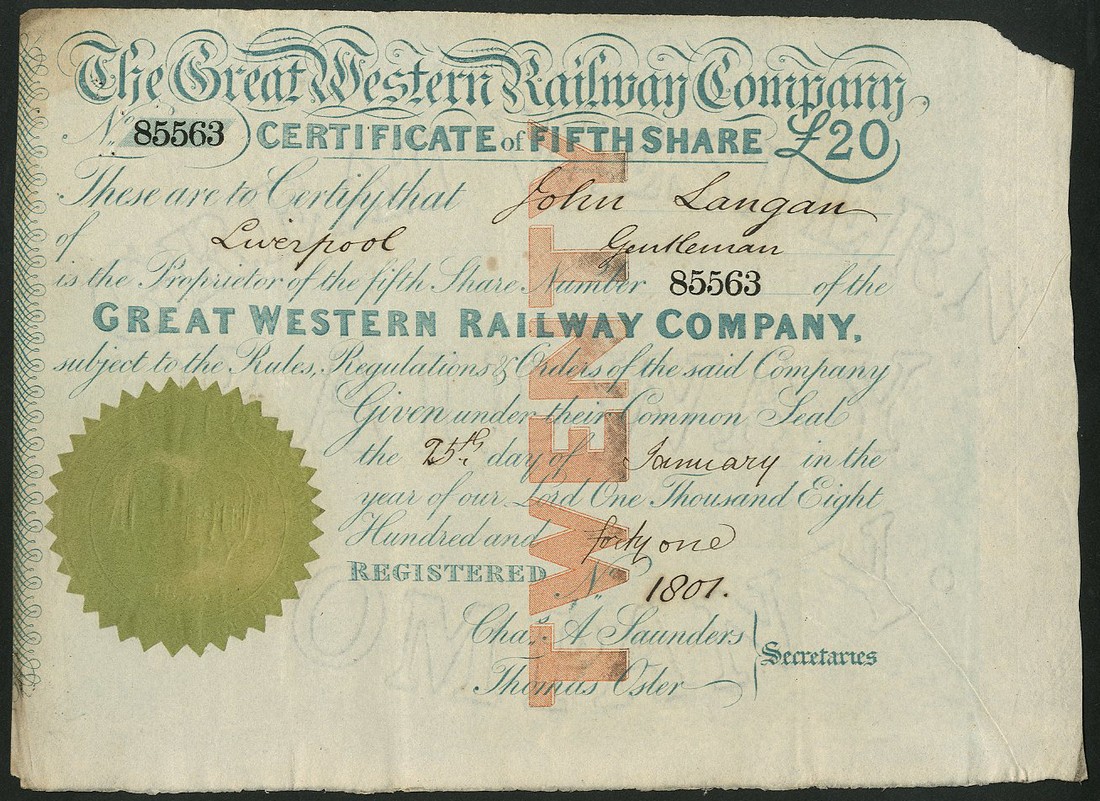 The Great Western Railway Company
No. 85563 CERTIFICATE of FIFTH SHARE £20
These are to Certify that John Langan
of Liverpool Gentleman
is the Proprietor of the fifth Share Number 85563 of the
GREAT WESTERN RAILWAY COMPANY,
subject to the Rules, Regulations & Orders of the said Company
Given under their Common Seal
the 25th day of January in the
year of our Lord One Thousand Eight
Hundred and forty one
REGISTERED No. 1801.
Chas. A Saunders
Thomas Osler
Secretaries
TWENTY